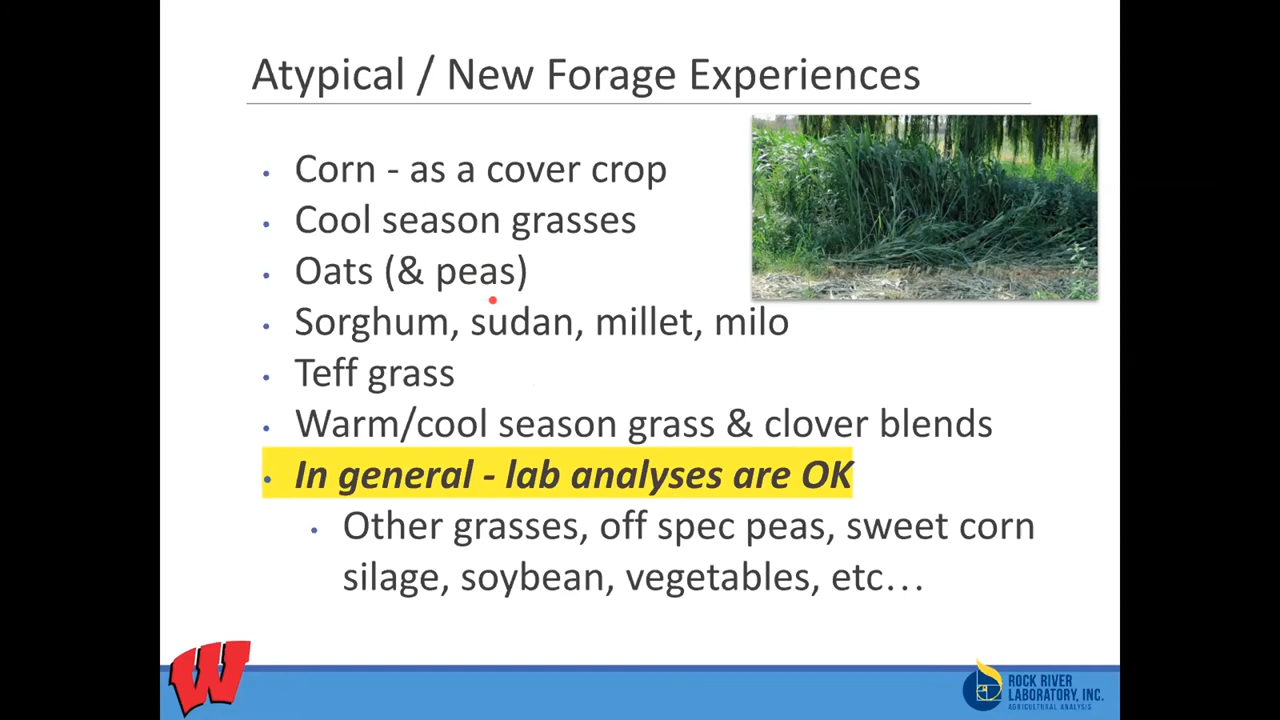 Atypical / New Forage Experiences
• Corn - as a cover crop
• Cool season grasses
• Oats (& peas)
• Sorghum, sudan, millet, milo
• Teff grass
• Warm/cool season grass & clover blends
• In general - lab analyses are OK
• Other grasses, off spec peas, sweet corn
silage, soybean, vegetables, etc…
W
ROCK RIVER
LABORATORY, INC.
AGRICULTURAL ANALYSIS